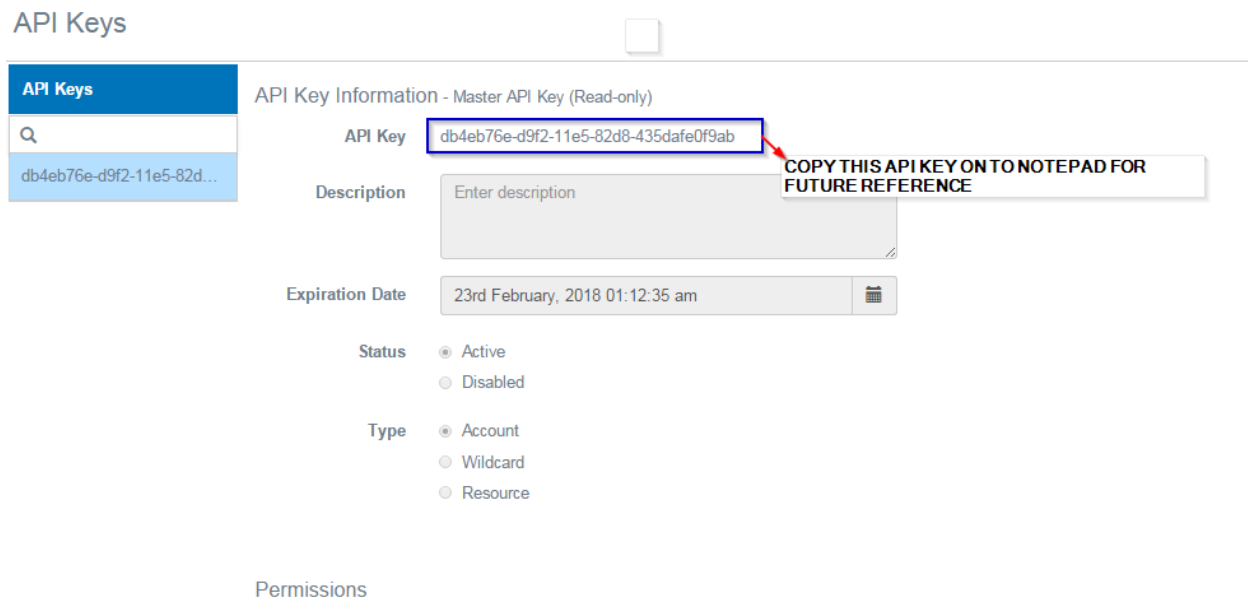 API Keys
API Keys
API Key Information - Master API Key (Read-only)
API Key
db4eb76e-d9f2-11e5-82d8-435dafe0f9ab
COPY THIS API KEY ON TO NOTEPAD FOR
FUTURE REFERENCE
db4eb76e-d9f2-11e5-82d...
Description
Enter description
Expiration Date
23rd February, 2018 01:12:35 am
Status
Active
Disabled
Type
Account
Wildcard
Resource
Permissions